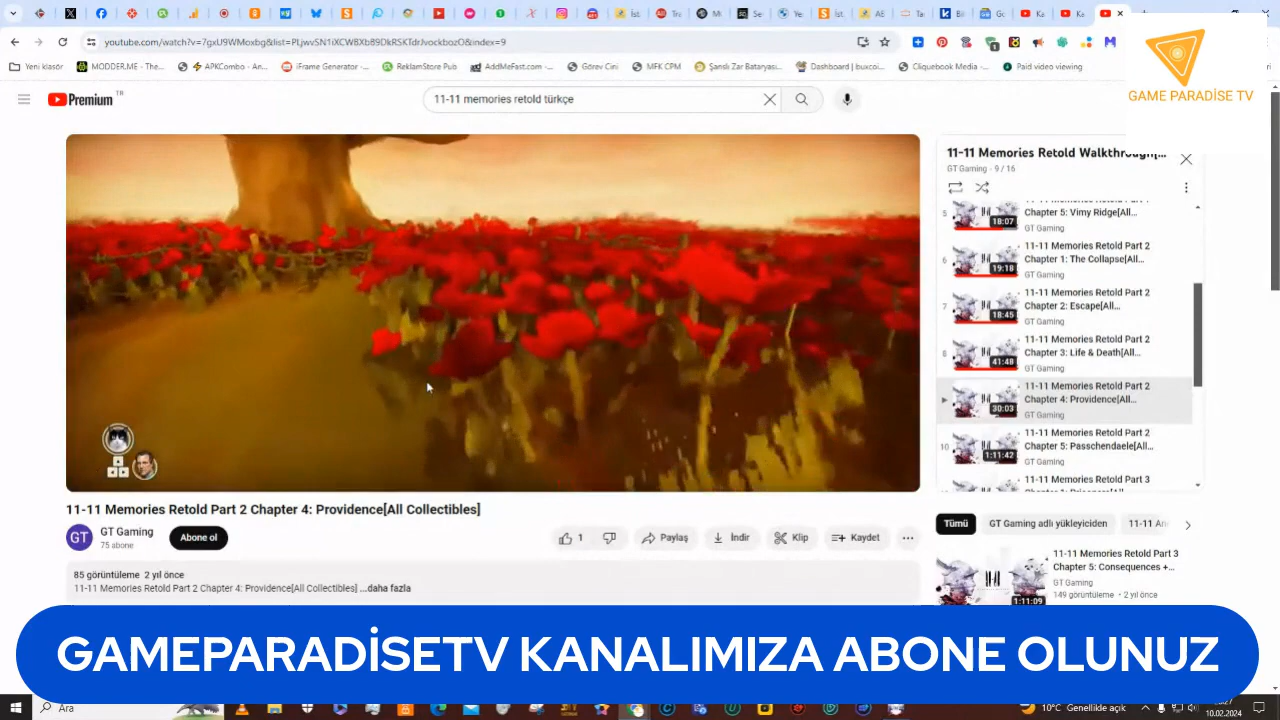 youtube.com/watch?v=7gxU9WMoxbg&list=PLjwvSN1iXCWBXbB9DkRSKTdrJvockbozO&index=9
Yeni klasör
MODDER.ME - The...
APKCombo - An...
iFrame Generator -...
ReklamStore Pub
AddMeFast.com -...
Görev Cini
MFK CPM
Şanslı Zar Bataryası...
Dashboard | buxcoi...
Cliquebook Media -...
Paid video viewing
GAME PARADİSE TV
Premium TR
11-11 memories retold türkçe
11-11 Memories Retold Walkthrough[...
GT Gaming - 9 / 16
5
18:07
Chapter 5: Vimy Ridge[All...
GT Gaming
6
19:18
11-11 Memories Retold Part 2
Chapter 1: The Collapse[All...
GT Gaming
7
18:45
11-11 Memories Retold Part 2
Chapter 2: Escape[All...
GT Gaming
8
41:48
11-11 Memories Retold Part 2
Chapter 3: Life & Death[All...
GT Gaming
30:03
11-11 Memories Retold Part 2
Chapter 4: Providence[All...
GT Gaming
10
1:11:42
11-11 Memories Retold Part 2
Chapter 5: Passchendaele[All...
GT Gaming
11-11 Memories Retold Part 3
11-11 Memories Retold Part 2 Chapter 4: Providence[All Collectibles]
GT
GT Gaming
75 abone
Abone ol
1
Paylaş
İndir
Klip
Kaydet
85 görüntüleme 2 yıl önce
11-11 Memories Retold Part 2 Chapter 4: Providence[All Collectibles] ...daha fazla
Tümü
GT Gaming adlı yükleyiciden
1:11:09
11-11 Memories Retold Part 3
Chapter 5: Consequences +...
GT Gaming
149 görüntüleme • 2 yıl önce
GAMEPARADİSETV KANALIMIZA ABONE OLUNUZ
Ara
10°C Genellikle açık
10.02.2024